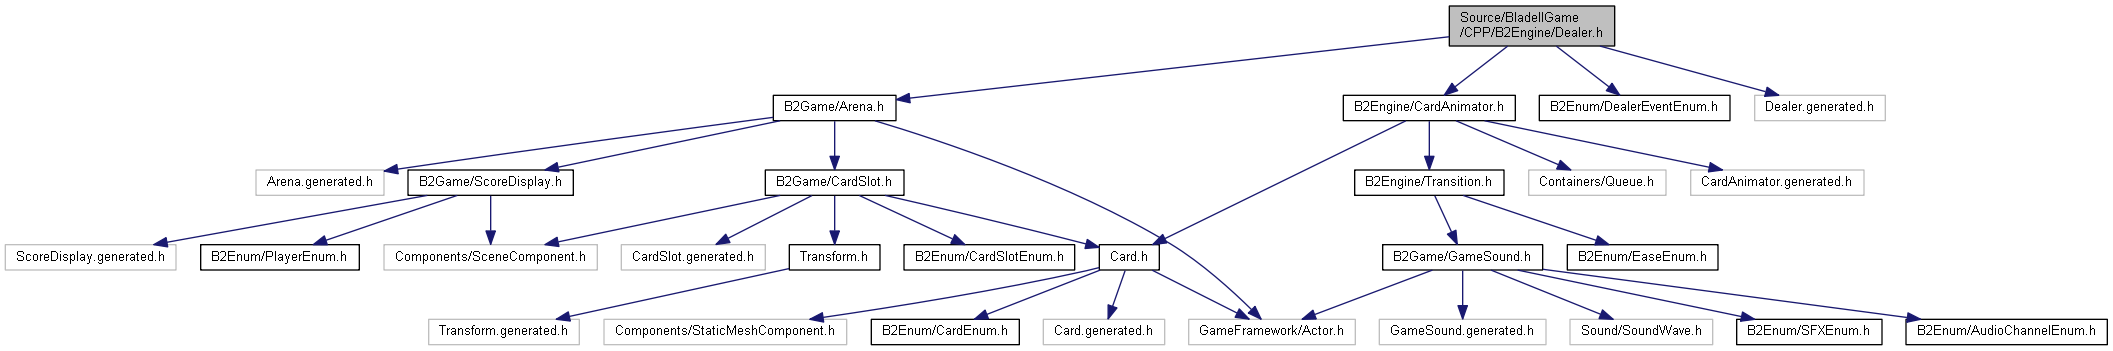 Source/BladeIIGame
/CPP/B2Engine/Dealer.h
B2Game/Arena.h
B2Engine/CardAnimator.h
B2Enum/DealerEventEnum.h
Dealer.generated.h
Arena.generated.h
B2Game/ScoreDisplay.h
B2Game/CardSlot.h
B2Engine/Transition.h
Containers/Queue.h
CardAnimator.generated.h
ScoreDisplay.generated.h
B2Enum/PlayerEnum.h
Components/SceneComponent.h
CardSlot.generated.h
Transform.h
B2Enum/CardSlotEnum.h
Card.h
B2Game/GameSound.h
B2Enum/EaseEnum.h
Transform.generated.h
Components/StaticMeshComponent.h
B2Enum/CardEnum.h
Card.generated.h
GameFramework/Actor.h
GameSound.generated.h
Sound/SoundWave.h
B2Enum/SFXEnum.h
B2Enum/AudioChannelEnum.h